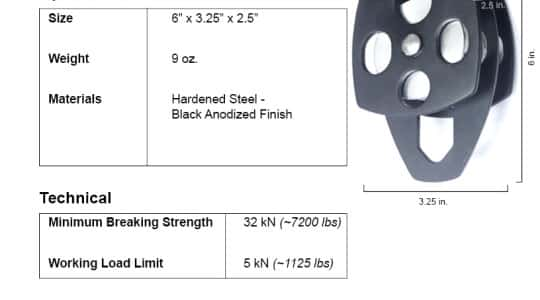 2.5 in.
Size 6" x 3.25" x 2.5"
6 in.
Weight 9 oz.
Materials Hardened Steel -
Black Anodized Finish
3.25 in.
Technical
Minimum Breaking Strength 32 kN (~7200 lbs)
Working Load Limit 5 kN (~1125 lbs)